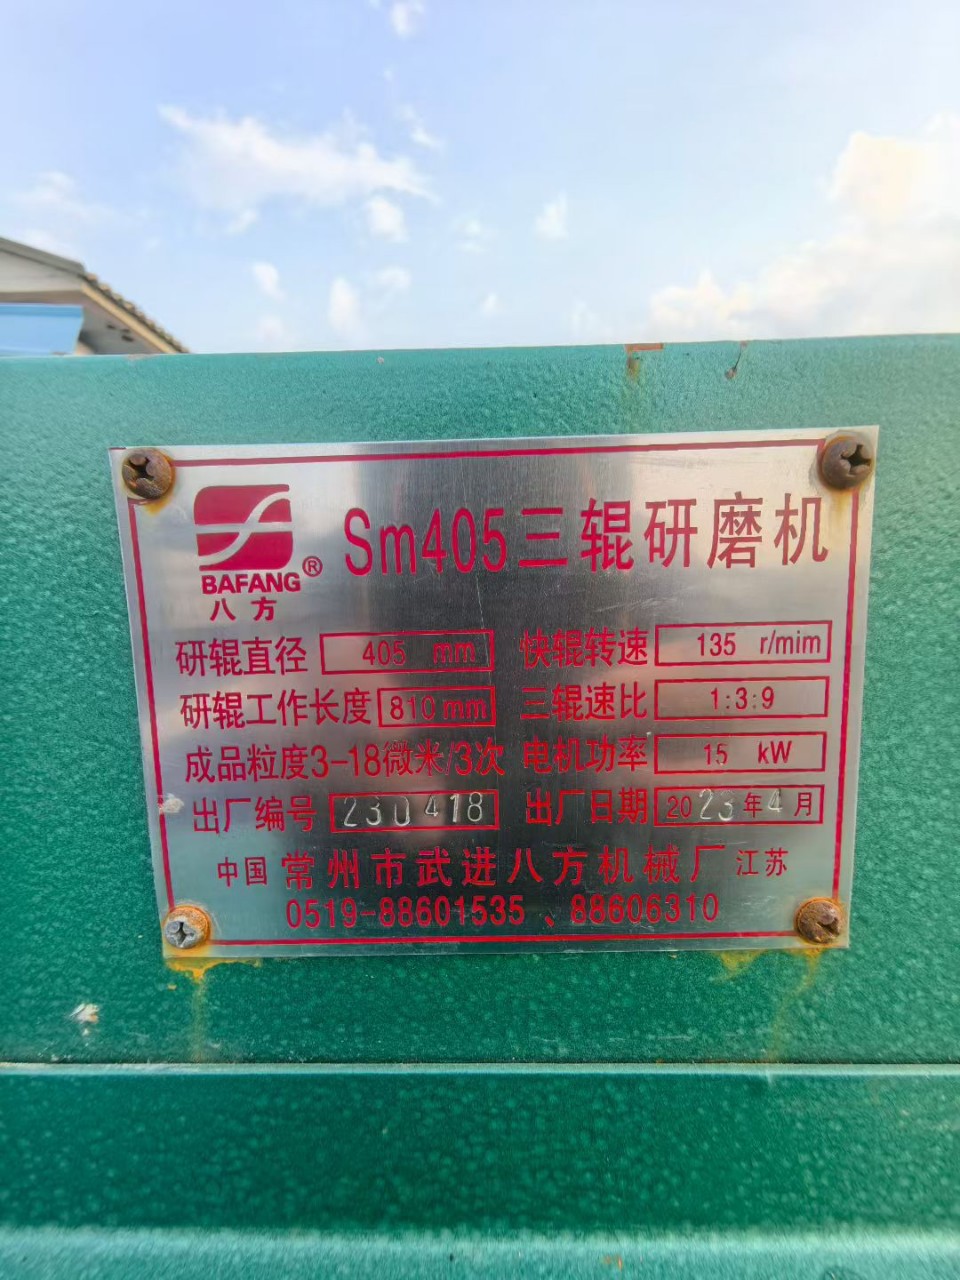 BAFANG®
八方
Sm405三辊研磨机
研辊直径 405 mm 快辊转速 135 r/mim
研辊工作长度 810mm 三辊速比 1:3:9
成品粒度3-18微米/3次 电机功率 15 kW
出厂编号 230418 出厂日期 2023年4月
中国 常州市武进八方机械厂 江苏
0519-88601535、88606310